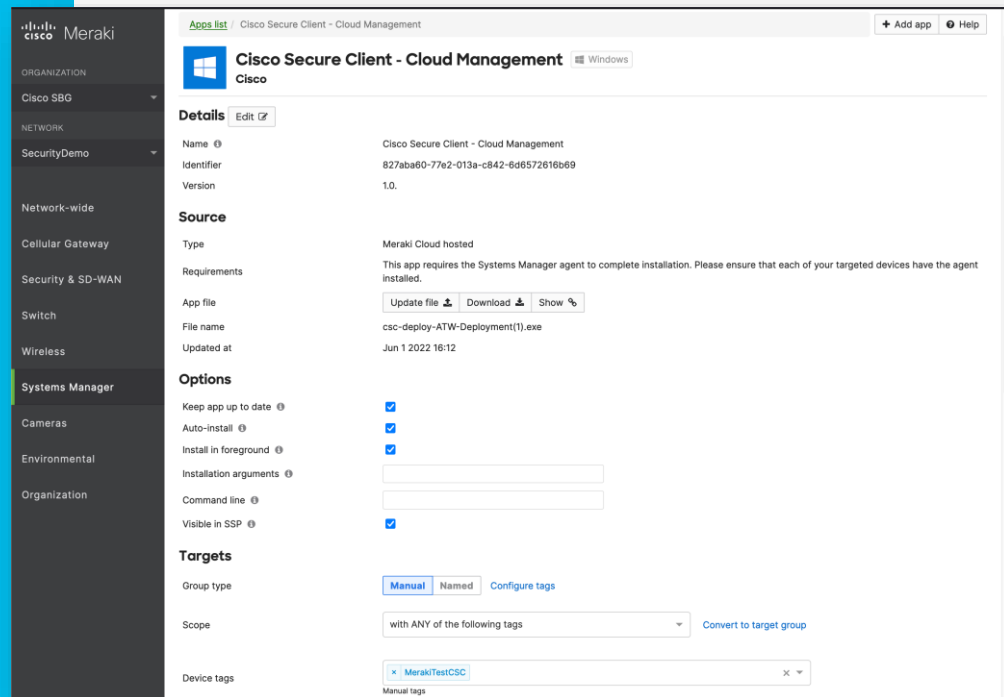 Apps list / Cisco Secure Client - Cloud Management
+ Add app
Help
cisco Meraki
ORGANIZATION
Cisco SBG
NETWORK
SecurityDemo
Network-wide
Cellular Gateway
Security & SD-WAN
Switch
Wireless
Systems Manager
Cameras
Environmental
Organization
Cisco Secure Client - Cloud Management Windows
Cisco
Details Edit
Name Cisco Secure Client - Cloud Management
Identifier 827aba60-77e2-013a-c842-6d6572616b69
Version 1.0.
Source
Type Meraki Cloud hosted
Requirements This app requires the Systems Manager agent to complete installation. Please ensure that each of your targeted devices have the agent
installed.
App file Update file Download Show
File name csc-deploy-ATW-Deployment(1).exe
Updated at Jun 1 2022 16:12
Options
Keep app up to date
Auto-install
Install in foreground
Installation arguments
Command line
Visible in SSP
Targets
Group type Manual Named Configure tags
Scope with ANY of the following tags Convert to target group
Device tags × MerakiTestCSC ×
Manual tags